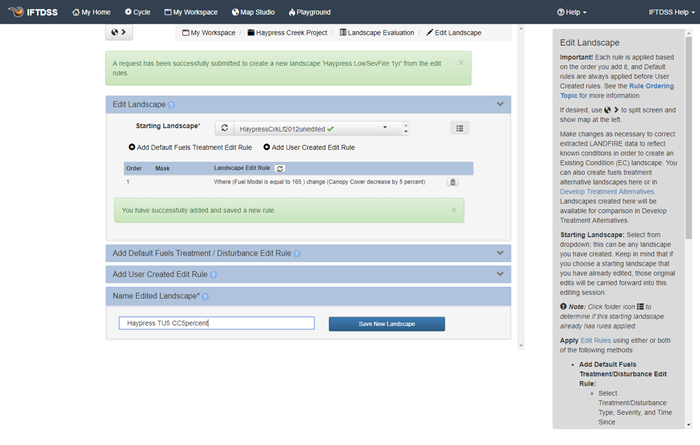 IFTDSS My Home Cycle My Workspace Map Studio Playground Help IFTDSS Help
My Workspace / Haypress Creek Project / Landscape Evaluation / Edit Landscape
A request has been successfully submitted to create a new landscape 'Haypress LowSevFire 1yr' from the edit
rules.
×
Edit Landscape ?
Starting Landscape* HaypressCrkLf2012unedited
Add Default Fuels Treatment Edit Rule Add User Created Edit Rule
Order Mask Landscape Edit Rule
1 Where (Fuel Model is equal to 165 ) change (Canopy Cover decrease by 5 percent)
You have successfully added and saved a new rule. ×
Add Default Fuels Treatment / Disturbance Edit Rule ?
Add User Created Edit Rule ?
Name Edited Landscape* ?
Haypress TU5 CC5percent Save New Landscape
Edit Landscape
Important! Each rule is applied based
on the order you add it, and Default
rules are always applied before User
Created rules. See the Rule Ordering
Topic for more information.
If desired, use to split screen and
show map at the left.
Make changes as necessary to correct
extracted LANDFIRE data to reflect
known conditions in order to create an
Existing Condition (EC) landscape. You
can also create fuels treatment
alternative landscapes here or in
Develop Treatment Alternatives.
Landscapes created here will be
available for comparison in Develop
Treatment Alternatives.
Starting Landscape: Select from
dropdown; this can be any landscape
you have created. Keep in mind that if
you choose a starting landscape that
you have already edited, those original
edits will be carried forward into this
editing session.
Note: Click folder icon to
determine if this starting landscape
already has rules applied.
Apply Edit Rules using either or both
of the following methods:
• Add Default Fuels
Treatment/Disturbance Edit
Rule:
Select
Treatment/Disturbance
Type, Severity, and Time
Since